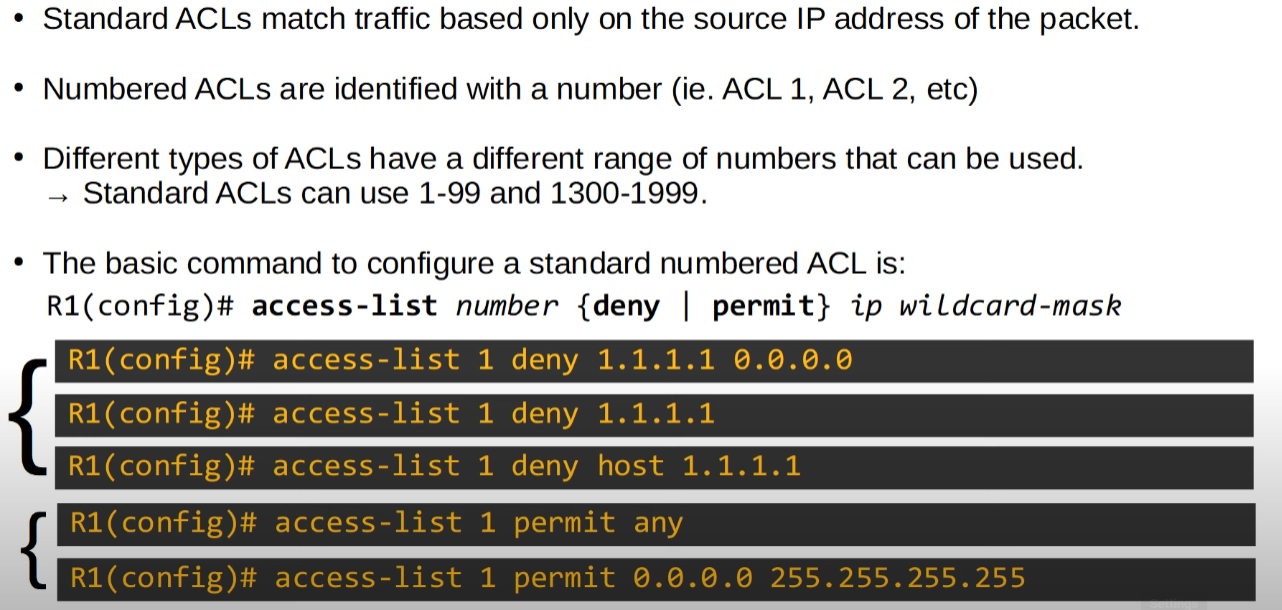 • Standard ACLs match traffic based only on the source IP address of the packet.
• Numbered ACLs are identified with a number (ie. ACL 1, ACL 2, etc)
• Different types of ACLs have a different range of numbers that can be used.
→ Standard ACLs can use 1-99 and 1300-1999.
• The basic command to configure a standard numbered ACL is:
R1(config)# access-list number {deny | permit} ip wildcard-mask
R1(config)# access-list 1 deny 1.1.1.1 0.0.0.0
R1(config)# access-list 1 deny 1.1.1.1
R1(config)# access-list 1 deny host 1.1.1.1
R1(config)# access-list 1 permit any
R1(config)# access-list 1 permit 0.0.0.0 255.255.255.255
Settings